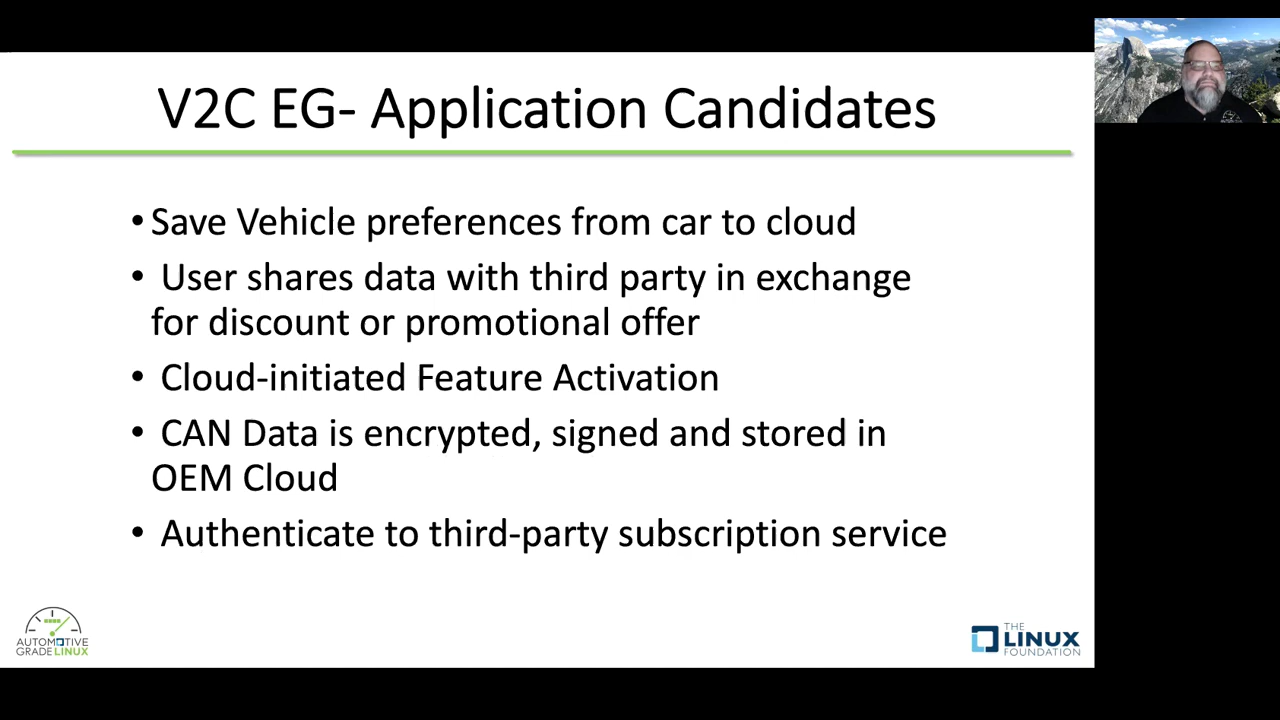 V2C EG- Application Candidates
• Save Vehicle preferences from car to cloud
• User shares data with third party in exchange
for discount or promotional offer
• Cloud-initiated Feature Activation
• CAN Data is encrypted, signed and stored in
OEM Cloud
• Authenticate to third-party subscription service
AUTOMOTIVE
GRADELINUX
THE
LINUX
FOUNDATION